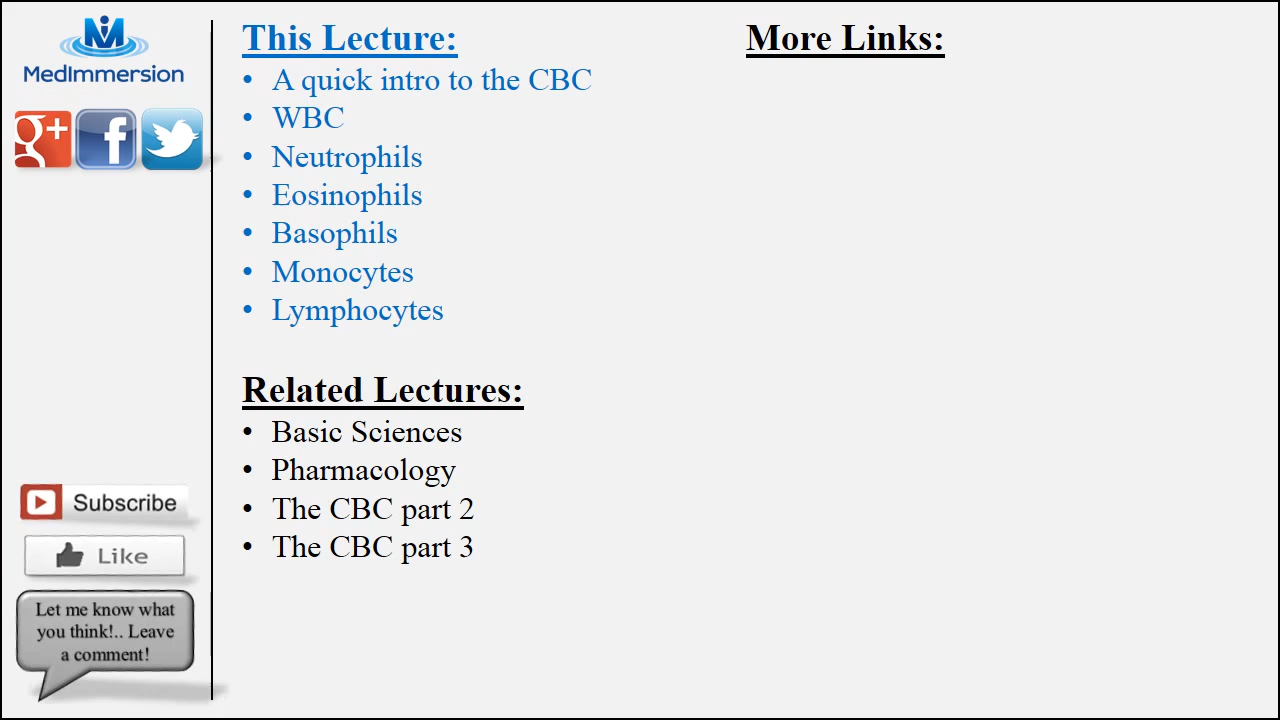 MedImmersion
g+
f
Subscribe
Like
Let me know what
you think!.. Leave
a comment!
This Lecture:
• A quick intro to the CBC
• WBC
• Neutrophils
• Eosinophils
• Basophils
• Monocytes
• Lymphocytes
Related Lectures:
• Basic Sciences
• Pharmacology
• The CBC part 2
• The CBC part 3
More Links: